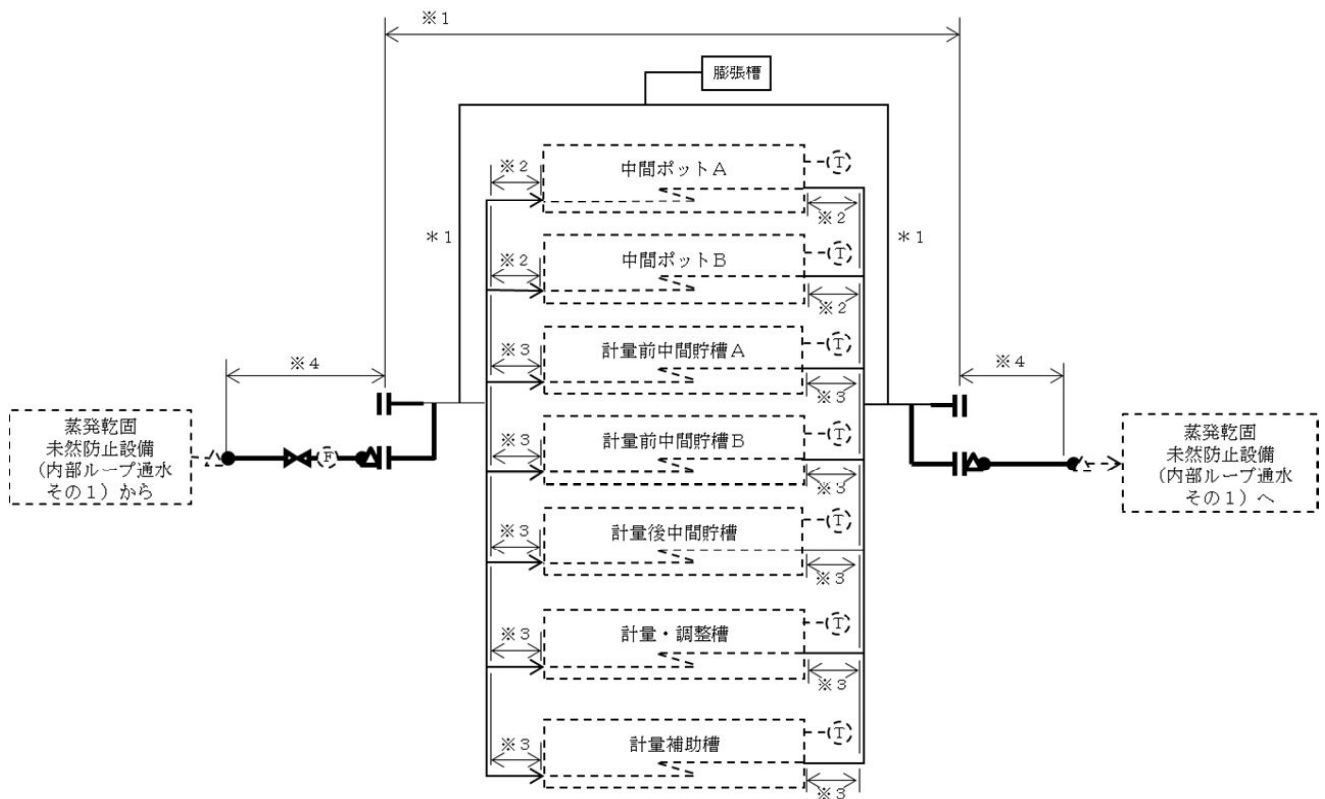 ※1
膨張槽
中間ポットA
T
※2
※2
*1
*1
中間ポットB
T
※2
※2
計量前中間貯槽A
T
※3
※3
※4
※4
計量前中間貯槽B
T
※3
※3
蒸発乾固
未然防止設備
(内部ループ通水
その1)から
F
蒸発乾固
未然防止設備
(内部ループ通水
その1)へ
計量後中間貯槽
T
※3
※3
計量・調整槽
T
※3
※3
計量補助槽
T
※3
※3